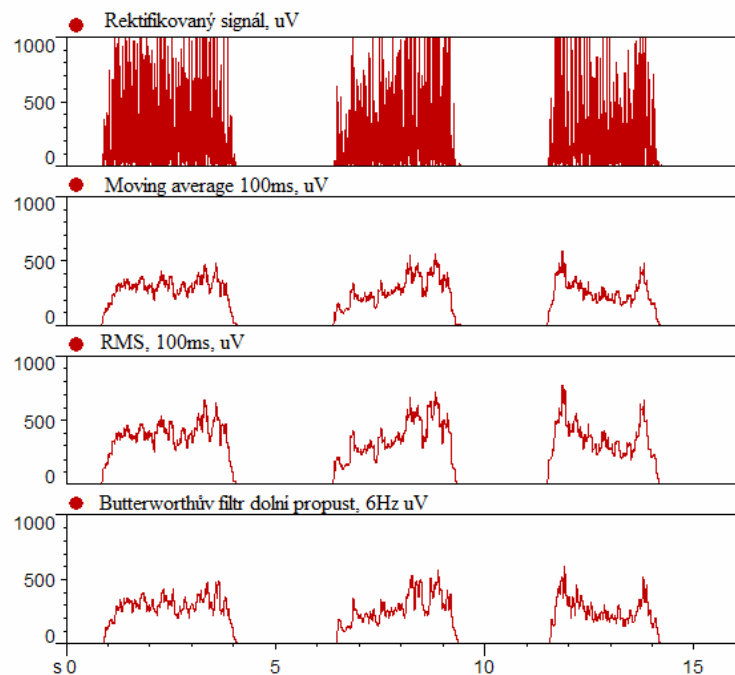 Rektifikovaný signál, uV
1000
500
0
Moving average 100ms, uV
1000
500
0
RMS, 100ms, uV
1000
500
0
Butterworthův filtr dolní propust, 6Hz uV
1000
500
0
s 0 5 10 15